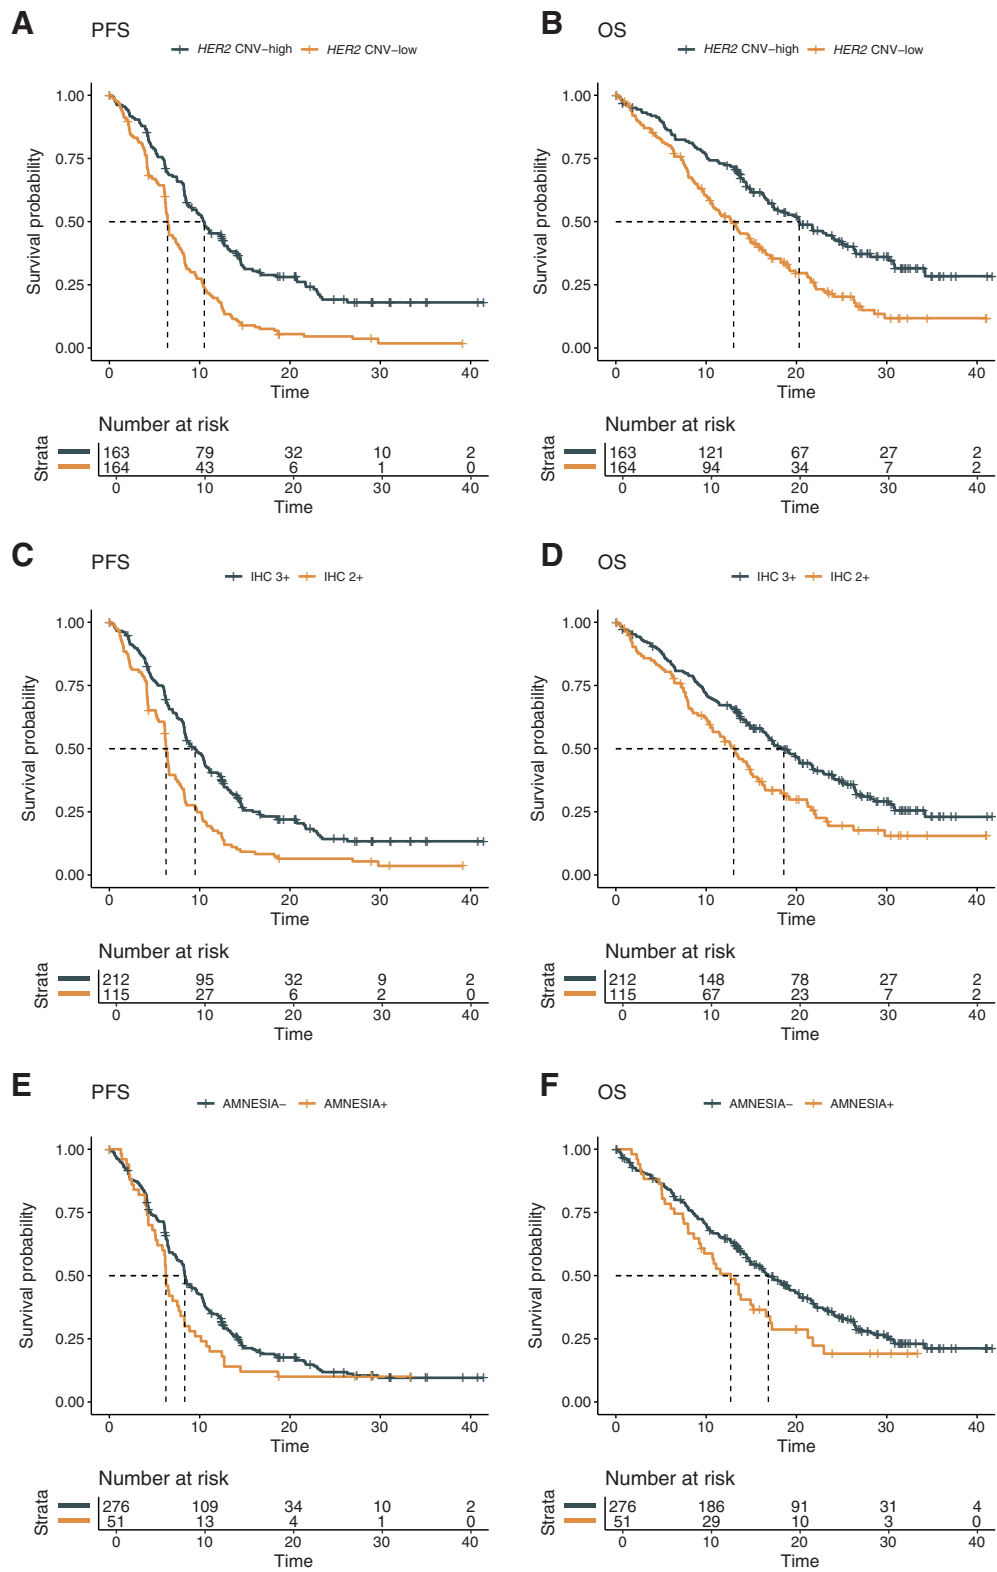 A PFS
HER2 CNV-high HER2 CNV-low
Survival probability
1.00
0.75
0.50
0.25
0.00
0 10 20 30 40
Time
Number at risk
Strata
163 79 32 10 2
164 43 6 1 0
0 10 20 30 40
Time
B OS
HER2 CNV-high HER2 CNV-low
Survival probability
1.00
0.75
0.50
0.25
0.00
0 10 20 30 40
Time
Number at risk
Strata
163 121 67 27 2
164 94 34 7 2
0 10 20 30 40
Time
C PFS
IHC 3+ IHC 2+
Survival probability
1.00
0.75
0.50
0.25
0.00
0 10 20 30 40
Time
Number at risk
Strata
212 95 32 9 2
115 27 6 2 0
0 10 20 30 40
Time
D OS
IHC 3+ IHC 2+
Survival probability
1.00
0.75
0.50
0.25
0.00
0 10 20 30 40
Time
Number at risk
Strata
212 148 78 27 2
115 67 23 7 2
0 10 20 30 40
Time
E PFS
AMNESIA- AMNESIA+
Survival probability
1.00
0.75
0.50
0.25
0.00
0 10 20 30 40
Time
Number at risk
Strata
276 109 34 10 2
51 13 4 1 0
0 10 20 30 40
Time
F OS
AMNESIA- AMNESIA+
Survival probability
1.00
0.75
0.50
0.25
0.00
0 10 20 30 40
Time
Number at risk
Strata
276 186 91 31 4
51 29 10 3 0
0 10 20 30 40
Time